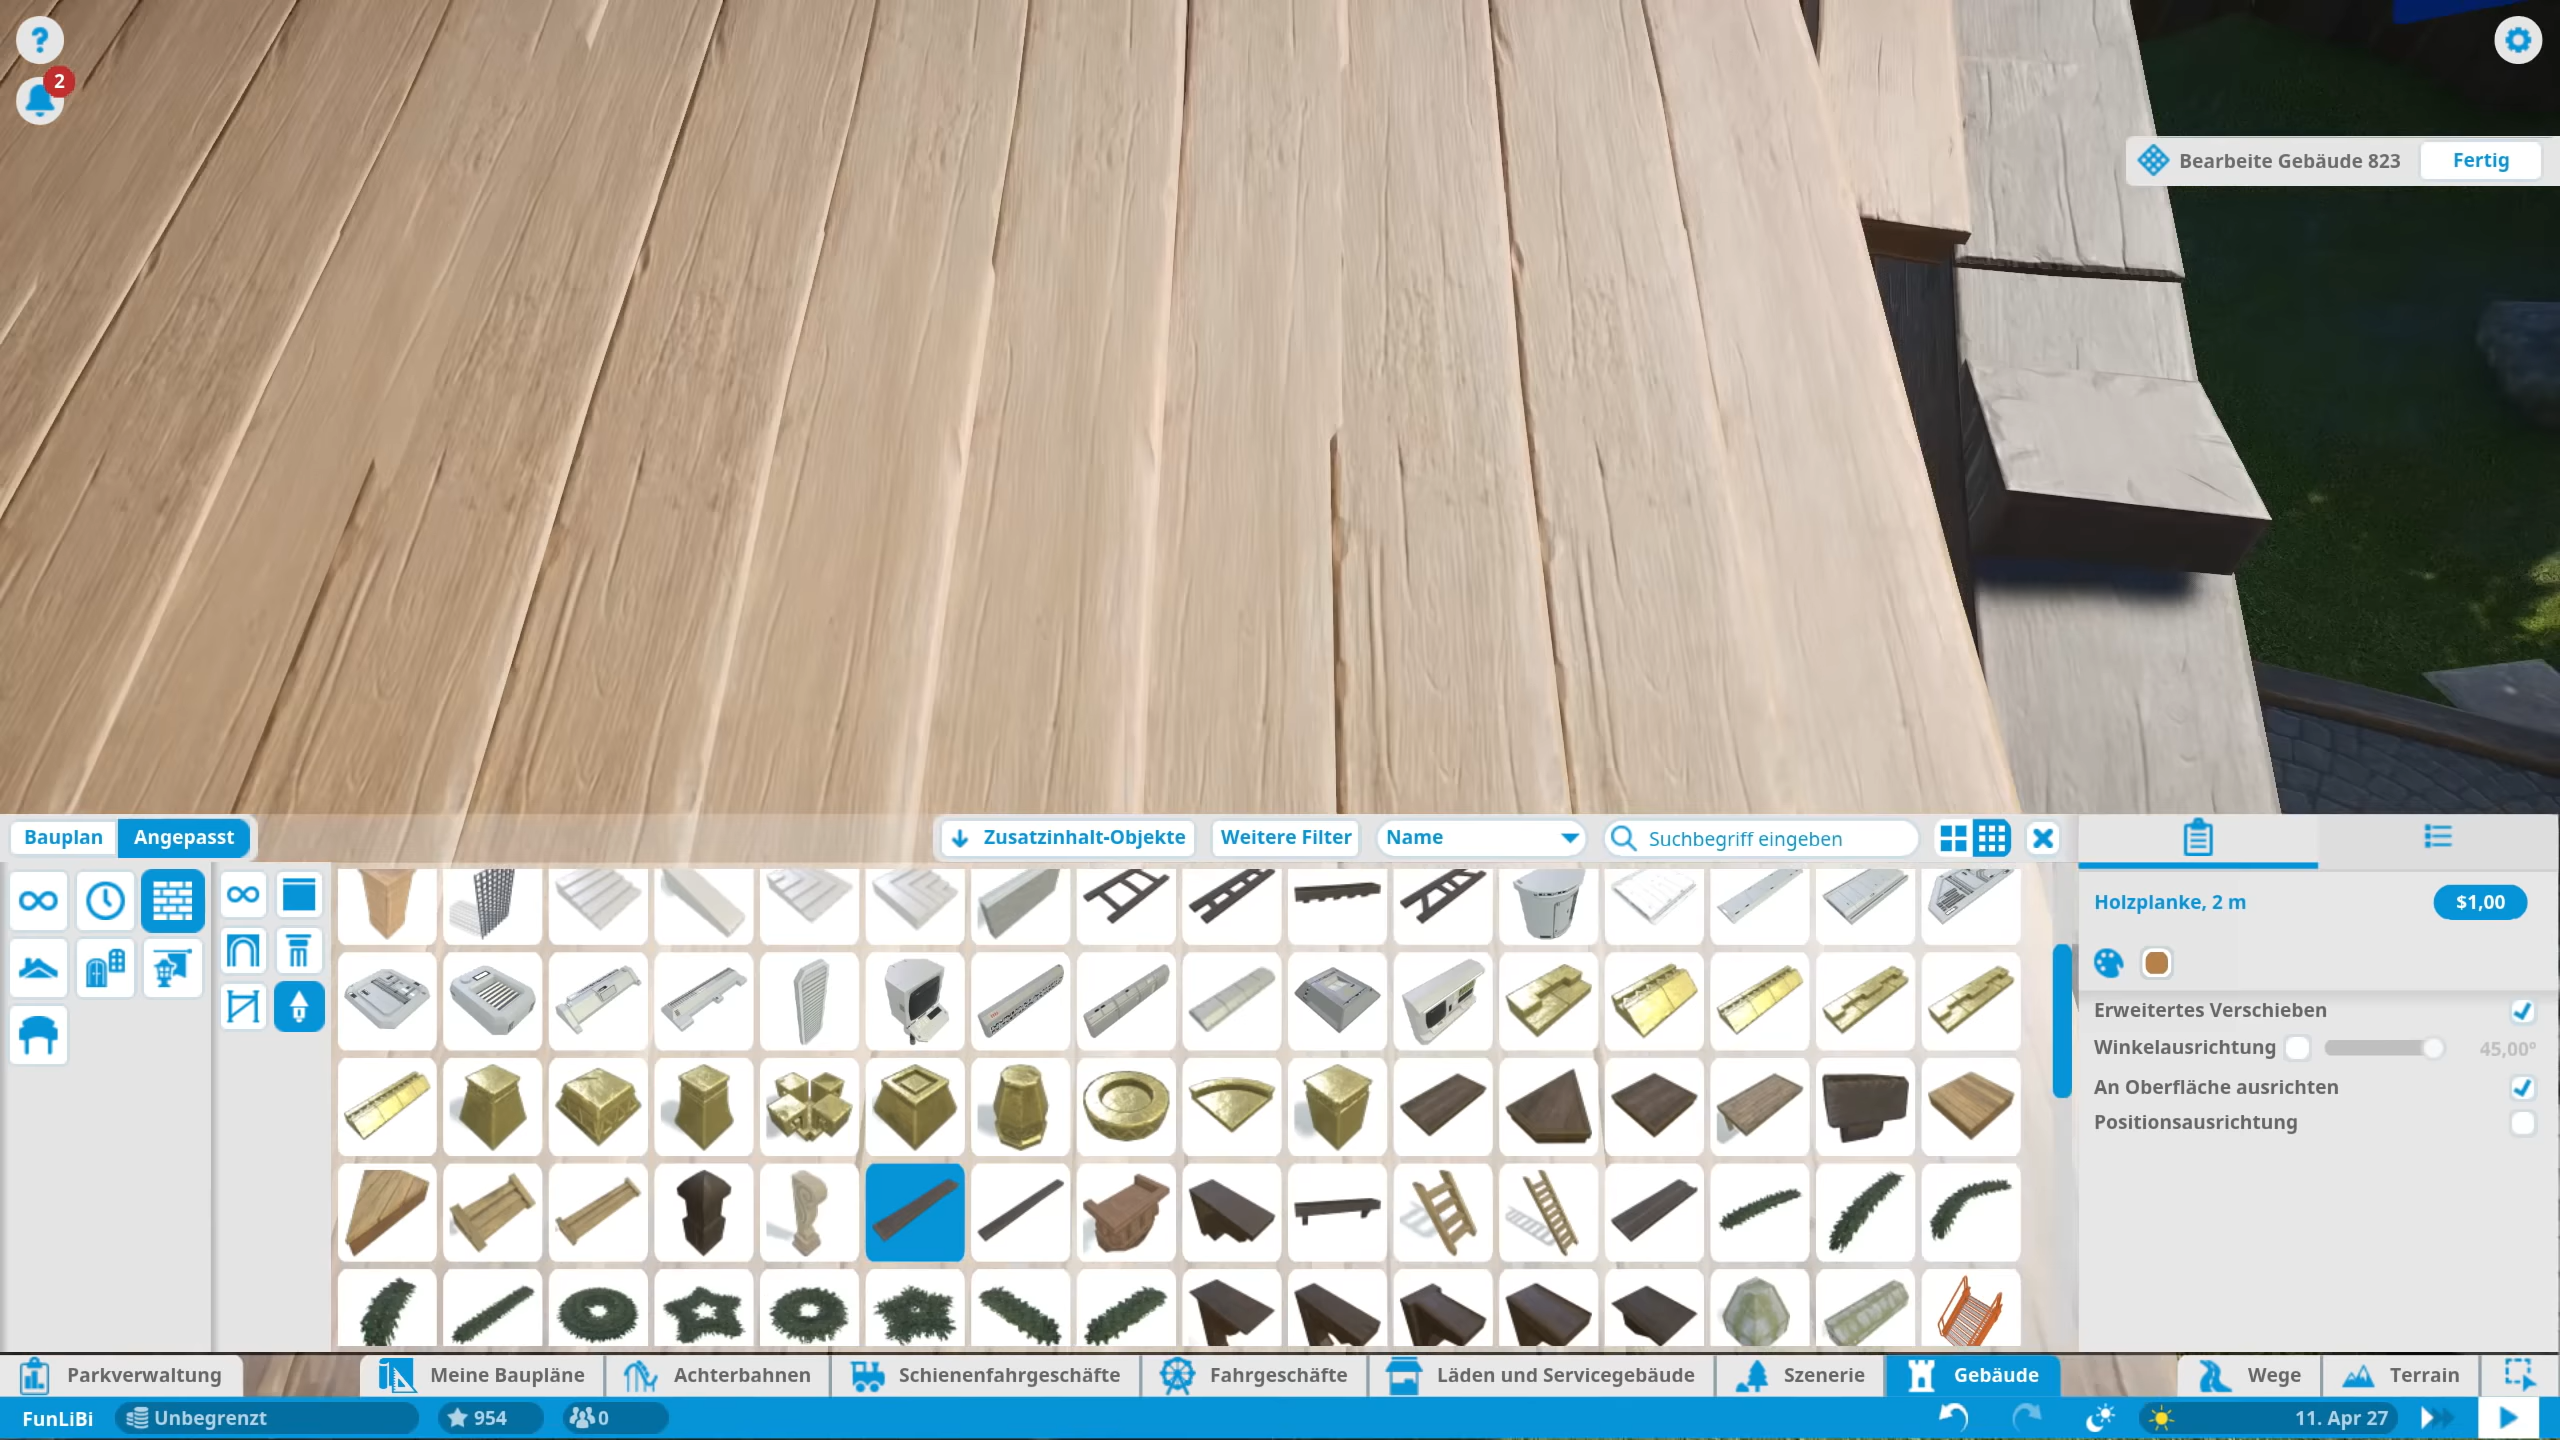 2
Bearbeite Gebäude 823
Fertig
Bauplan
Angepasst
Zusatzinhalt-Objekte
Weitere Filter
Name
Suchbegriff eingeben
Holzplanke, 2 m
$1,00
Erweitertes Verschieben
Winkelausrichtung
45,00°
An Oberfläche ausrichten
Positionsausrichtung
Parkverwaltung
Meine Baupläne
Achterbahnen
Schienenfahrgeschäfte
Fahrgeschäfte
Läden und Servicegebäude
Szenerie
Gebäude
Wege
Terrain
FunLiBi
Unbegrenzt
954
0
11. Apr 27